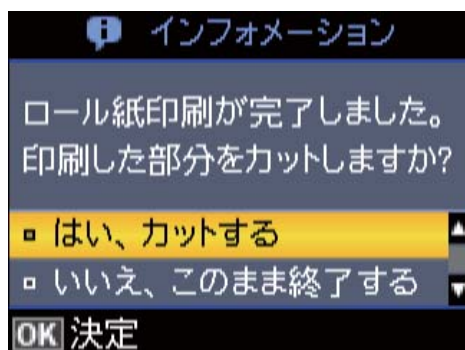 インフォメーション
ロール紙印刷が完了しました。
印刷した部分をカットしますか?
はい、カットする
いいえ、このまま終了する
OK 決定